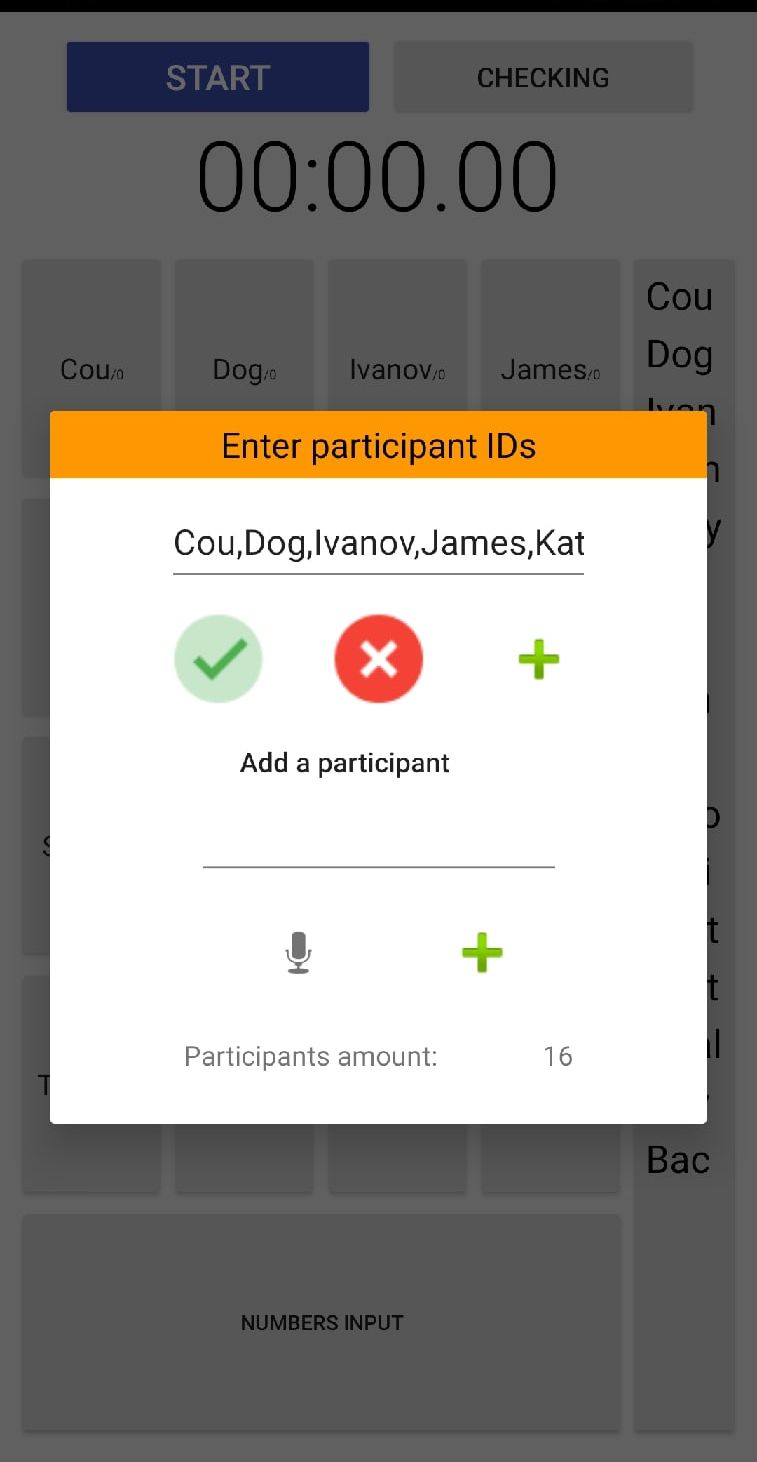 START
CHECKING
00:00.00
Cou/0
Dog/0
Ivanov/0
James/0
Cou
Dog
Enter participant IDs
Cou,Dog,Ivanov,James,Kat
Add a participant
Participants amount: 16
Bac
NUMBERS INPUT